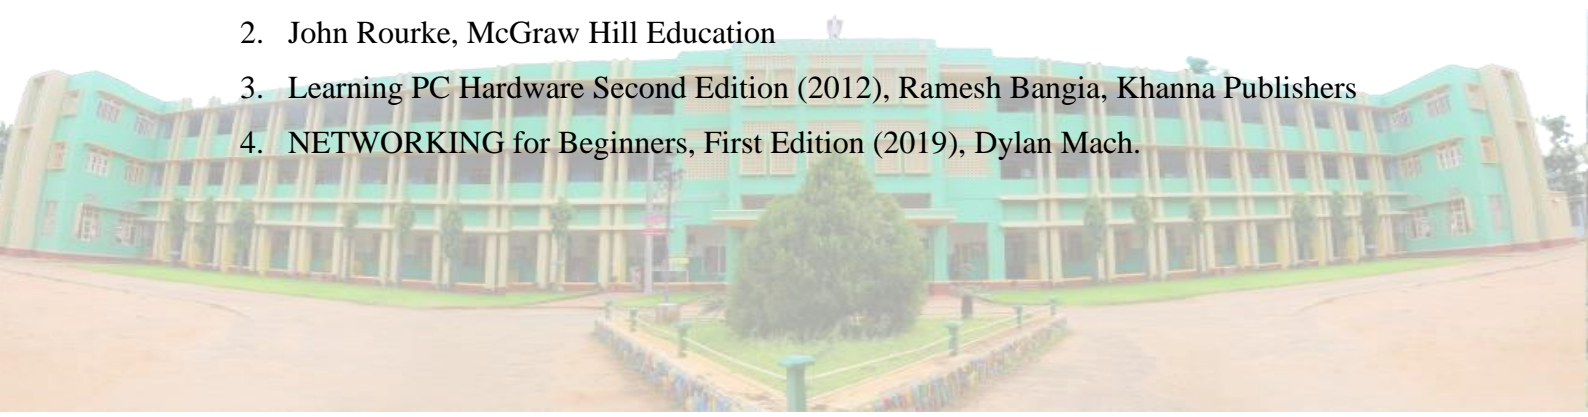 2. John Rourke, McGraw Hill Education
3. Learning PC Hardware Second Edition (2012), Ramesh Bangia, Khanna Publishers
4. NETWORKING for Beginners, First Edition (2019), Dylan Mach.